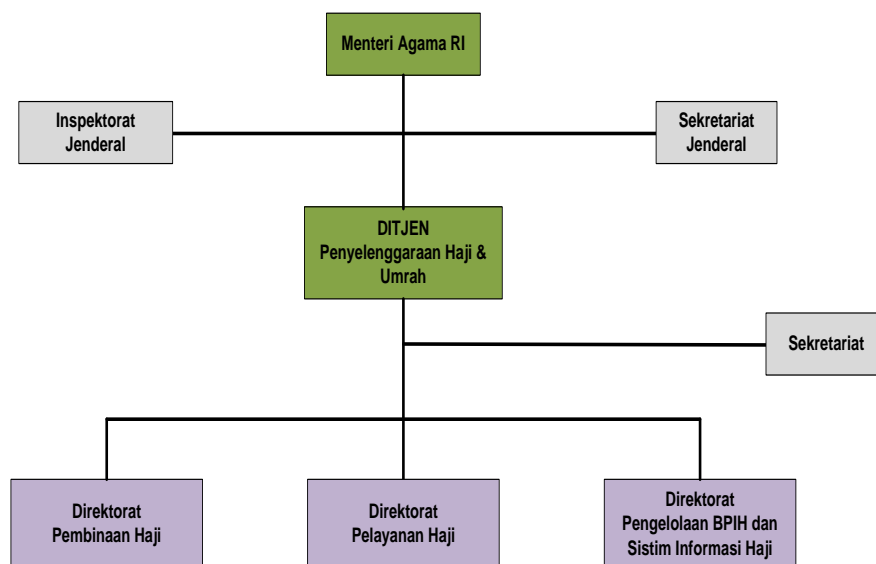 Menteri Agama RI
Inspektorat
Jenderal
Sekretariat
Jenderal
DITJEN
Penyelenggaraan Haji &
Umrah
Sekretariat
Direktorat
Pembinaan Haji
Direktorat
Pelayanan Haji
Direktorat
Pengelolaan BPIH dan
Sistim Informasi Haji